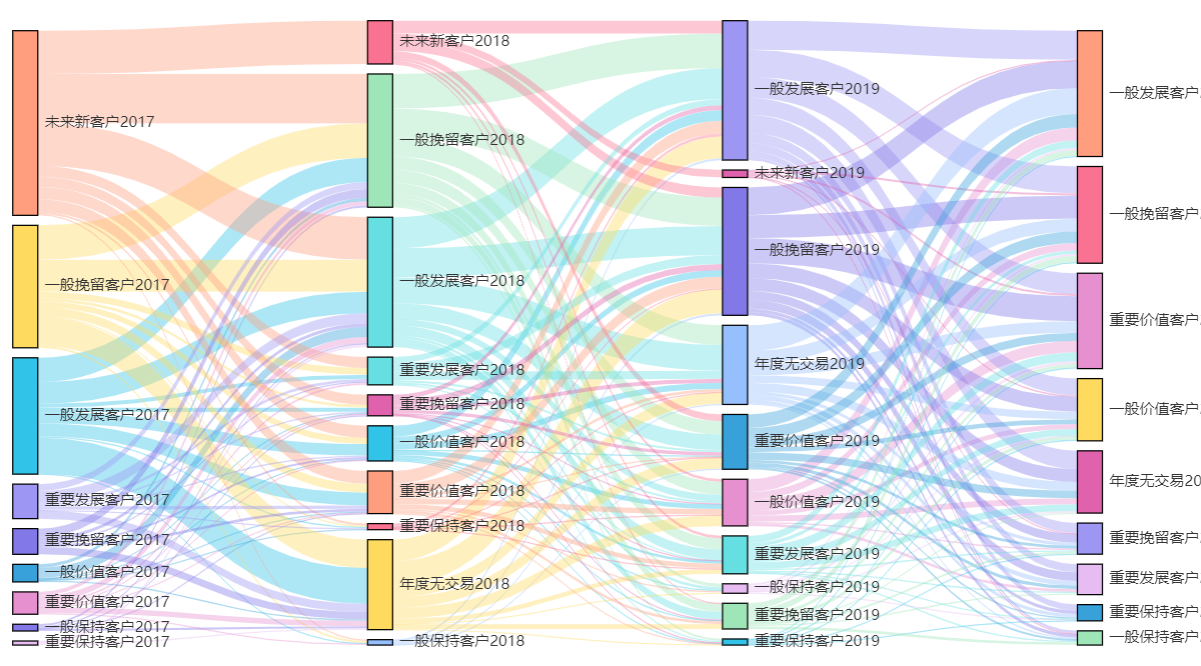 未来新客户2017
一般挽留客户2017
一般发展客户2017
重要发展客户2017
重要挽留客户2017
一般价值客户2017
重要价值客户2017
一般保持客户2017
重要保持客户2017
未来新客户2018
一般挽留客户2018
一般发展客户2018
重要发展客户2018
重要挽留客户2018
一般价值客户2018
重要价值客户2018
重要保持客户2018
年度无交易2018
一般保持客户2018
一般发展客户2019
未来新客户2019
一般挽留客户2019
年度无交易2019
重要价值客户2019
一般价值客户2019
重要发展客户2019
一般保持客户2019
重要挽留客户2019
重要保持客户2019
一般发展客户
一般挽留客户
重要价值客户
一般价值客户
年度无交易20
重要挽留客户
重要发展客户
重要保持客户
一般保持客户